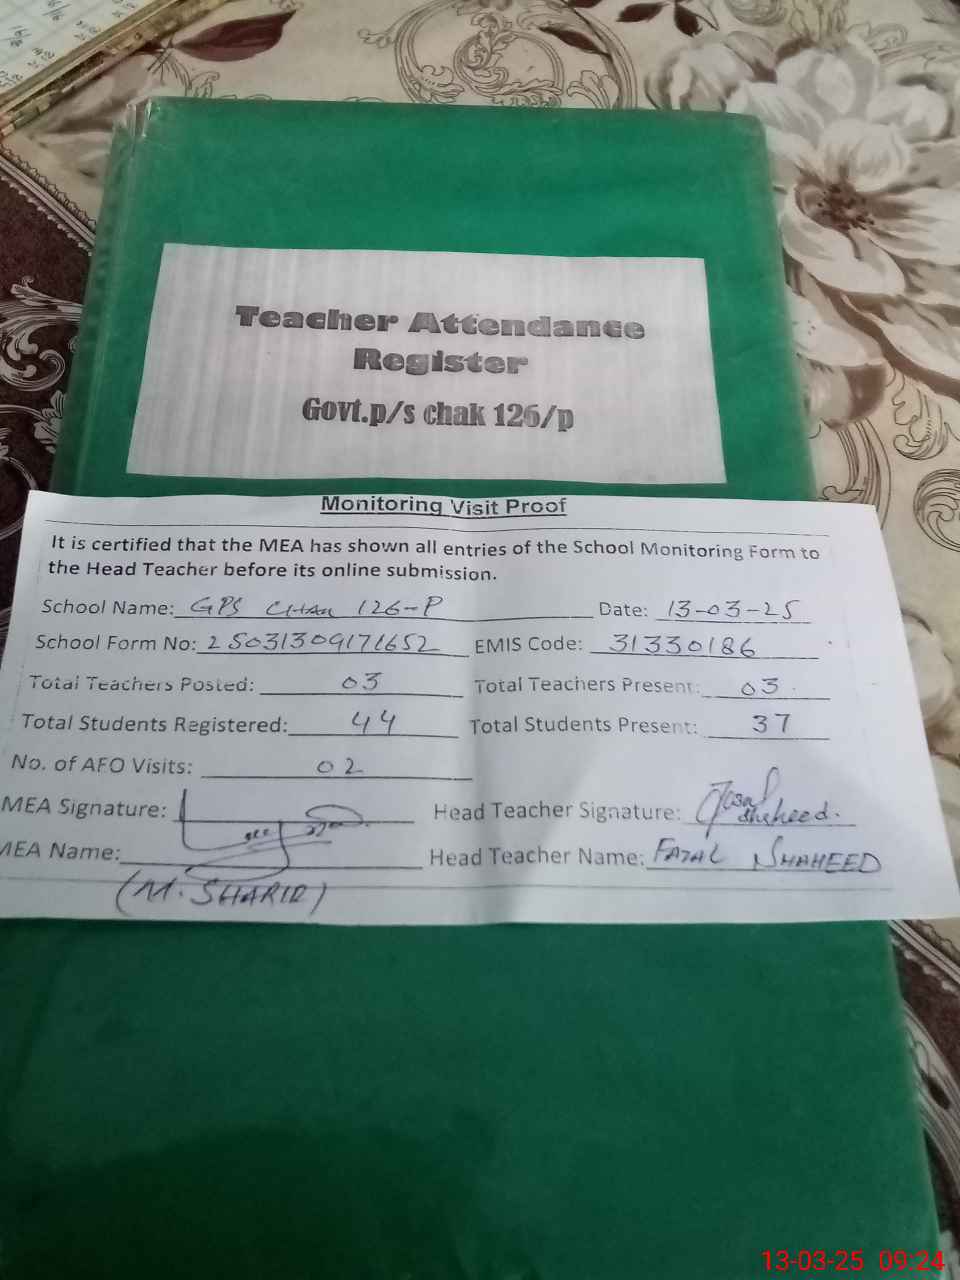 Teacher Attendance
Register
Govt.p/s chak 126/p
Monitoring Visit Proof
It is certified that the MEA has shown all entries of the School Monitoring Form to
the Head Teacher before its online submission.
School Name: GPS CHAK 126-P Date: 13-03-25
School Form No: 25031309171652 EMIS Code: 31330186
Total Teachers Posted: 03 Total Teachers Present: 03
Total Students Registered: 44 Total Students Present: 37
No. of AEO Visits: 02
MEA Signature: Head Teacher Signature: Shaheed.
MEA Name: Head Teacher Name: FAZAL SHAHEED
(M. SHARIF)
13-03-25 09:24